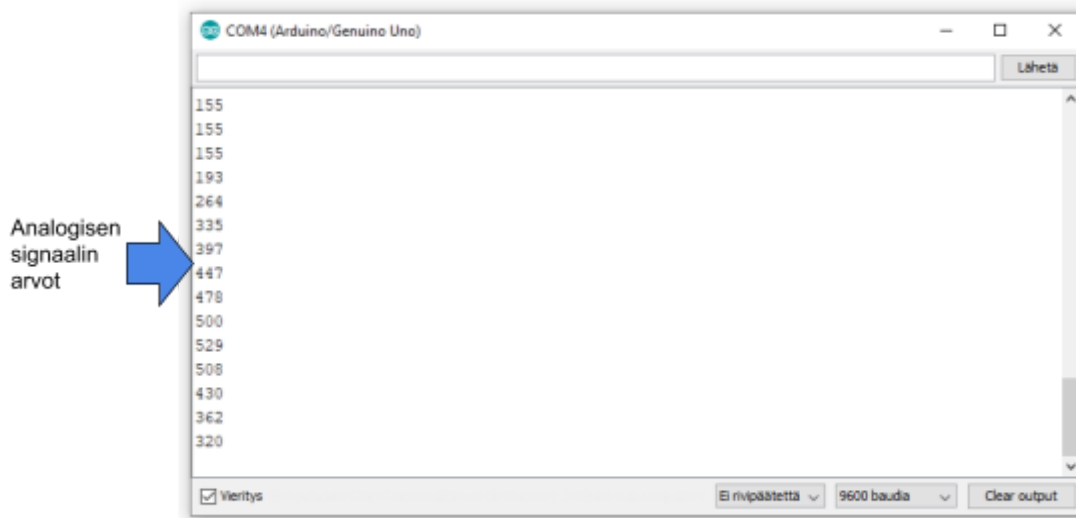 COM4 (Arduino/Genuino Uno)
Lähetä
155
155
155
193
264
335
397
447
478
500
529
508
430
362
320
Analogisen
signaalin
arvot
Vieritys
Ei rivipäätettä
9600 baudia
Clear output